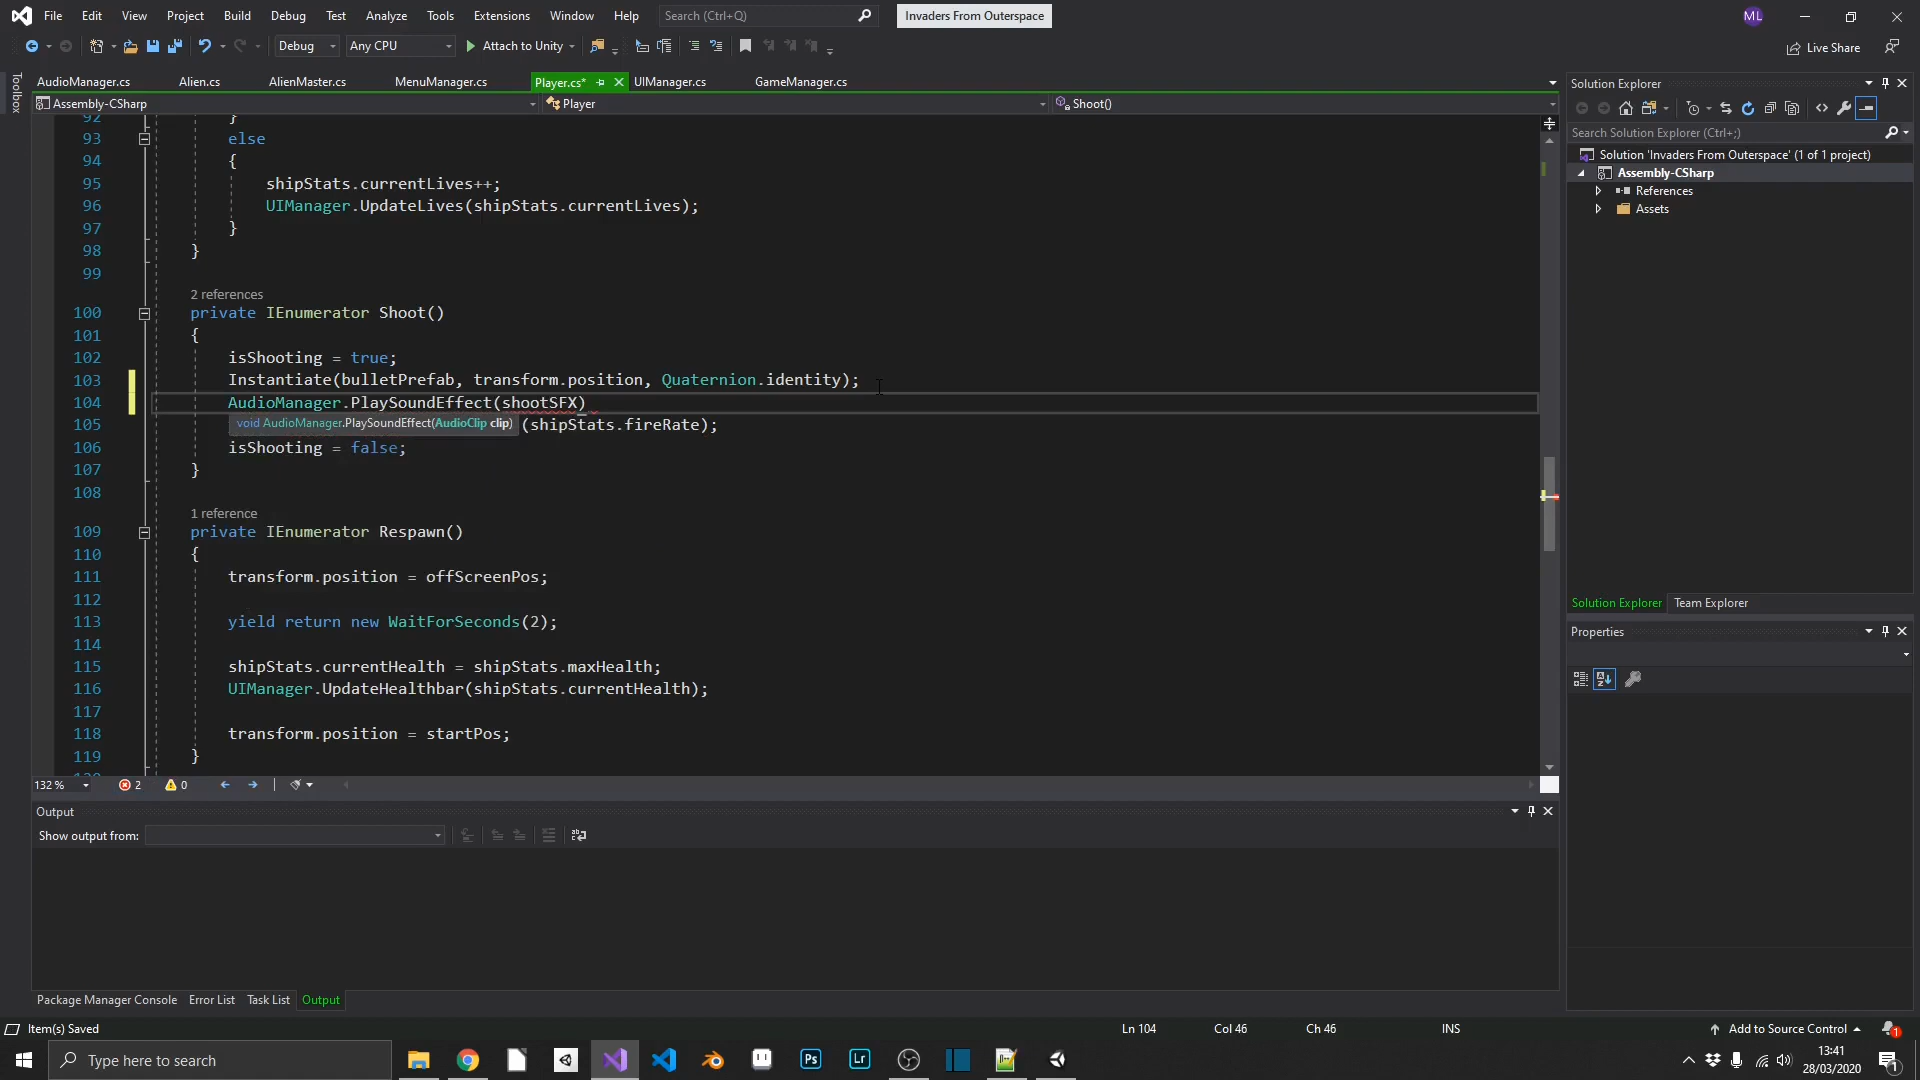 File Edit View Project Build Debug Test Analyze Tools Extensions Window Help Search (Ctrl+Q) Invaders From Outerspace ML
Debug Any CPU Attach to Unity Live Share
AudioManager.cs Alien.cs AlienMaster.cs MenuManager.cs Player.cs* UIManager.cs GameManager.cs
Assembly-CSharp Player Shoot()
92 }
93 else
94 {
95 shipStats.currentLives++;
96 UIManager.UpdateLives(shipStats.currentLives);
97 }
98 }
99
2 references
100 private IEnumerator Shoot()
101 {
102 isShooting = true;
103 Instantiate(bulletPrefab, transform.position, Quaternion.identity);
104 AudioManager.PlaySoundEffect(shootSFX)
105 void AudioManager.PlaySoundEffect(AudioClip clip) (shipStats.fireRate);
106 isShooting = false;
107 }
108
1 reference
109 private IEnumerator Respawn()
110 {
111 transform.position = offScreenPos;
112
113 yield return new WaitForSeconds(2);
114
115 shipStats.currentHealth = shipStats.maxHealth;
116 UIManager.UpdateHealthbar(shipStats.currentHealth);
117
118 transform.position = startPos;
119 }
132 % 2 0
Output
Show output from:
Package Manager Console Error List Task List Output
Toolbox
Solution Explorer
Search Solution Explorer (Ctrl+;)
Solution 'Invaders From Outerspace' (1 of 1 project)
Assembly-CSharp
References
Assets
Solution Explorer Team Explorer
Properties
Item(s) Saved Ln 104 Col 46 Ch 46 INS Add to Source Control 1
Type here to search Ps Lr 13:41
28/03/2020 1